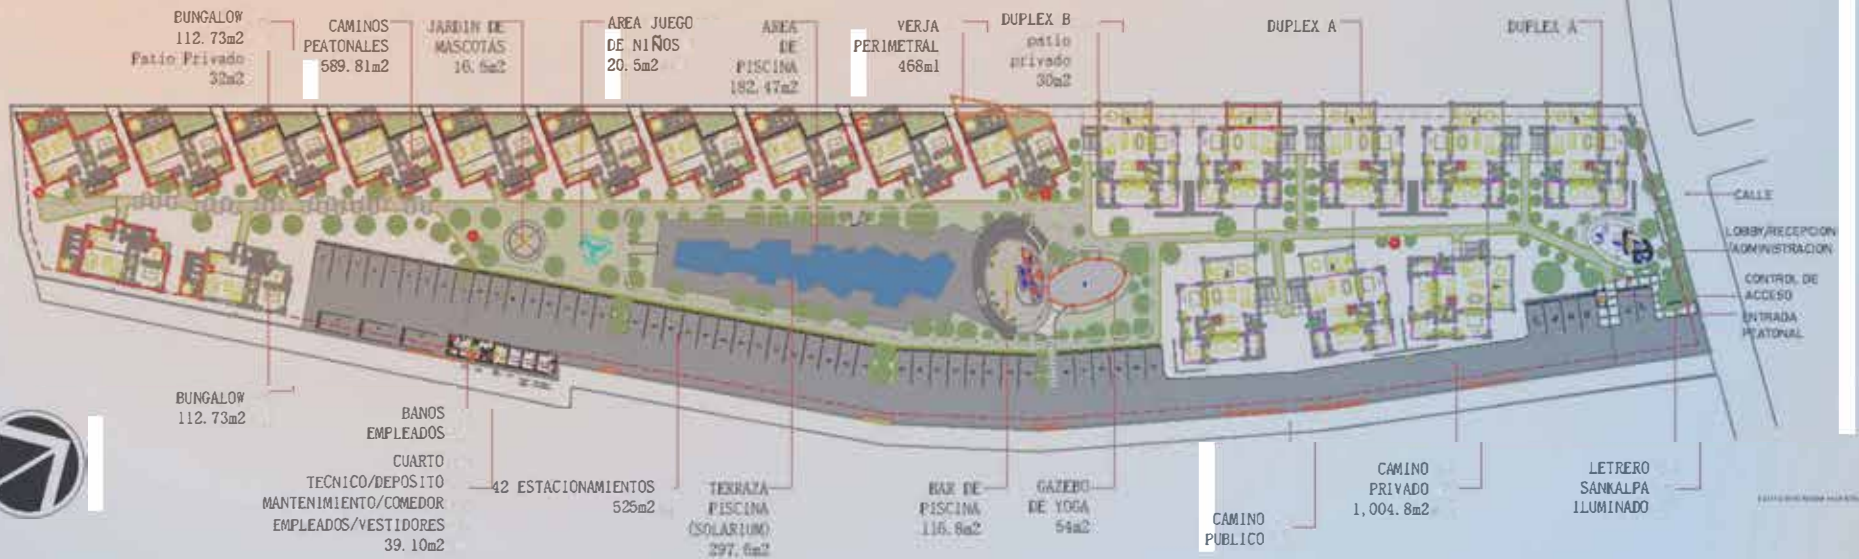 BUNGALOW
112.73m2
Patio Privado
32m2
CAMINOS
PEATONALES
589.81m2
JARDIN DE
MASCOTAS
16.5m2
AREA JUEGO
DE NIÑOS
20.5m2
AREA
DE
PISCINA
182.47m2
VERJA
PERIMETRAL
468ml
DUPLEX B
patio
privado
30m2
DUPLEX A
DUPLEX A
CALLE
LOBBY/RECEPCION
/ADMINISTRACION
CONTROL DE
ACCESO
ENTRADA
PEATONAL
BUNGALOW
112.73m2
BANOS
EMPLEADOS
CUARTO
TECNICO/DEPOSITO
MANTENIMIENTO/COMEDOR
EMPLEADOS/VESTIDORES
39.10m2
42 ESTACIONAMIENTOS
525m2
TERRAZA
PISCINA
(SOLARIUM)
297.6m2
BAR DE
PISCINA
116.8m2
GAZEBO
DE YOGA
54m2
CAMINO
PUBLICO
CAMINO
PRIVADO
1,004.8m2
LETRERO
SANKALPA
ILUMINADO